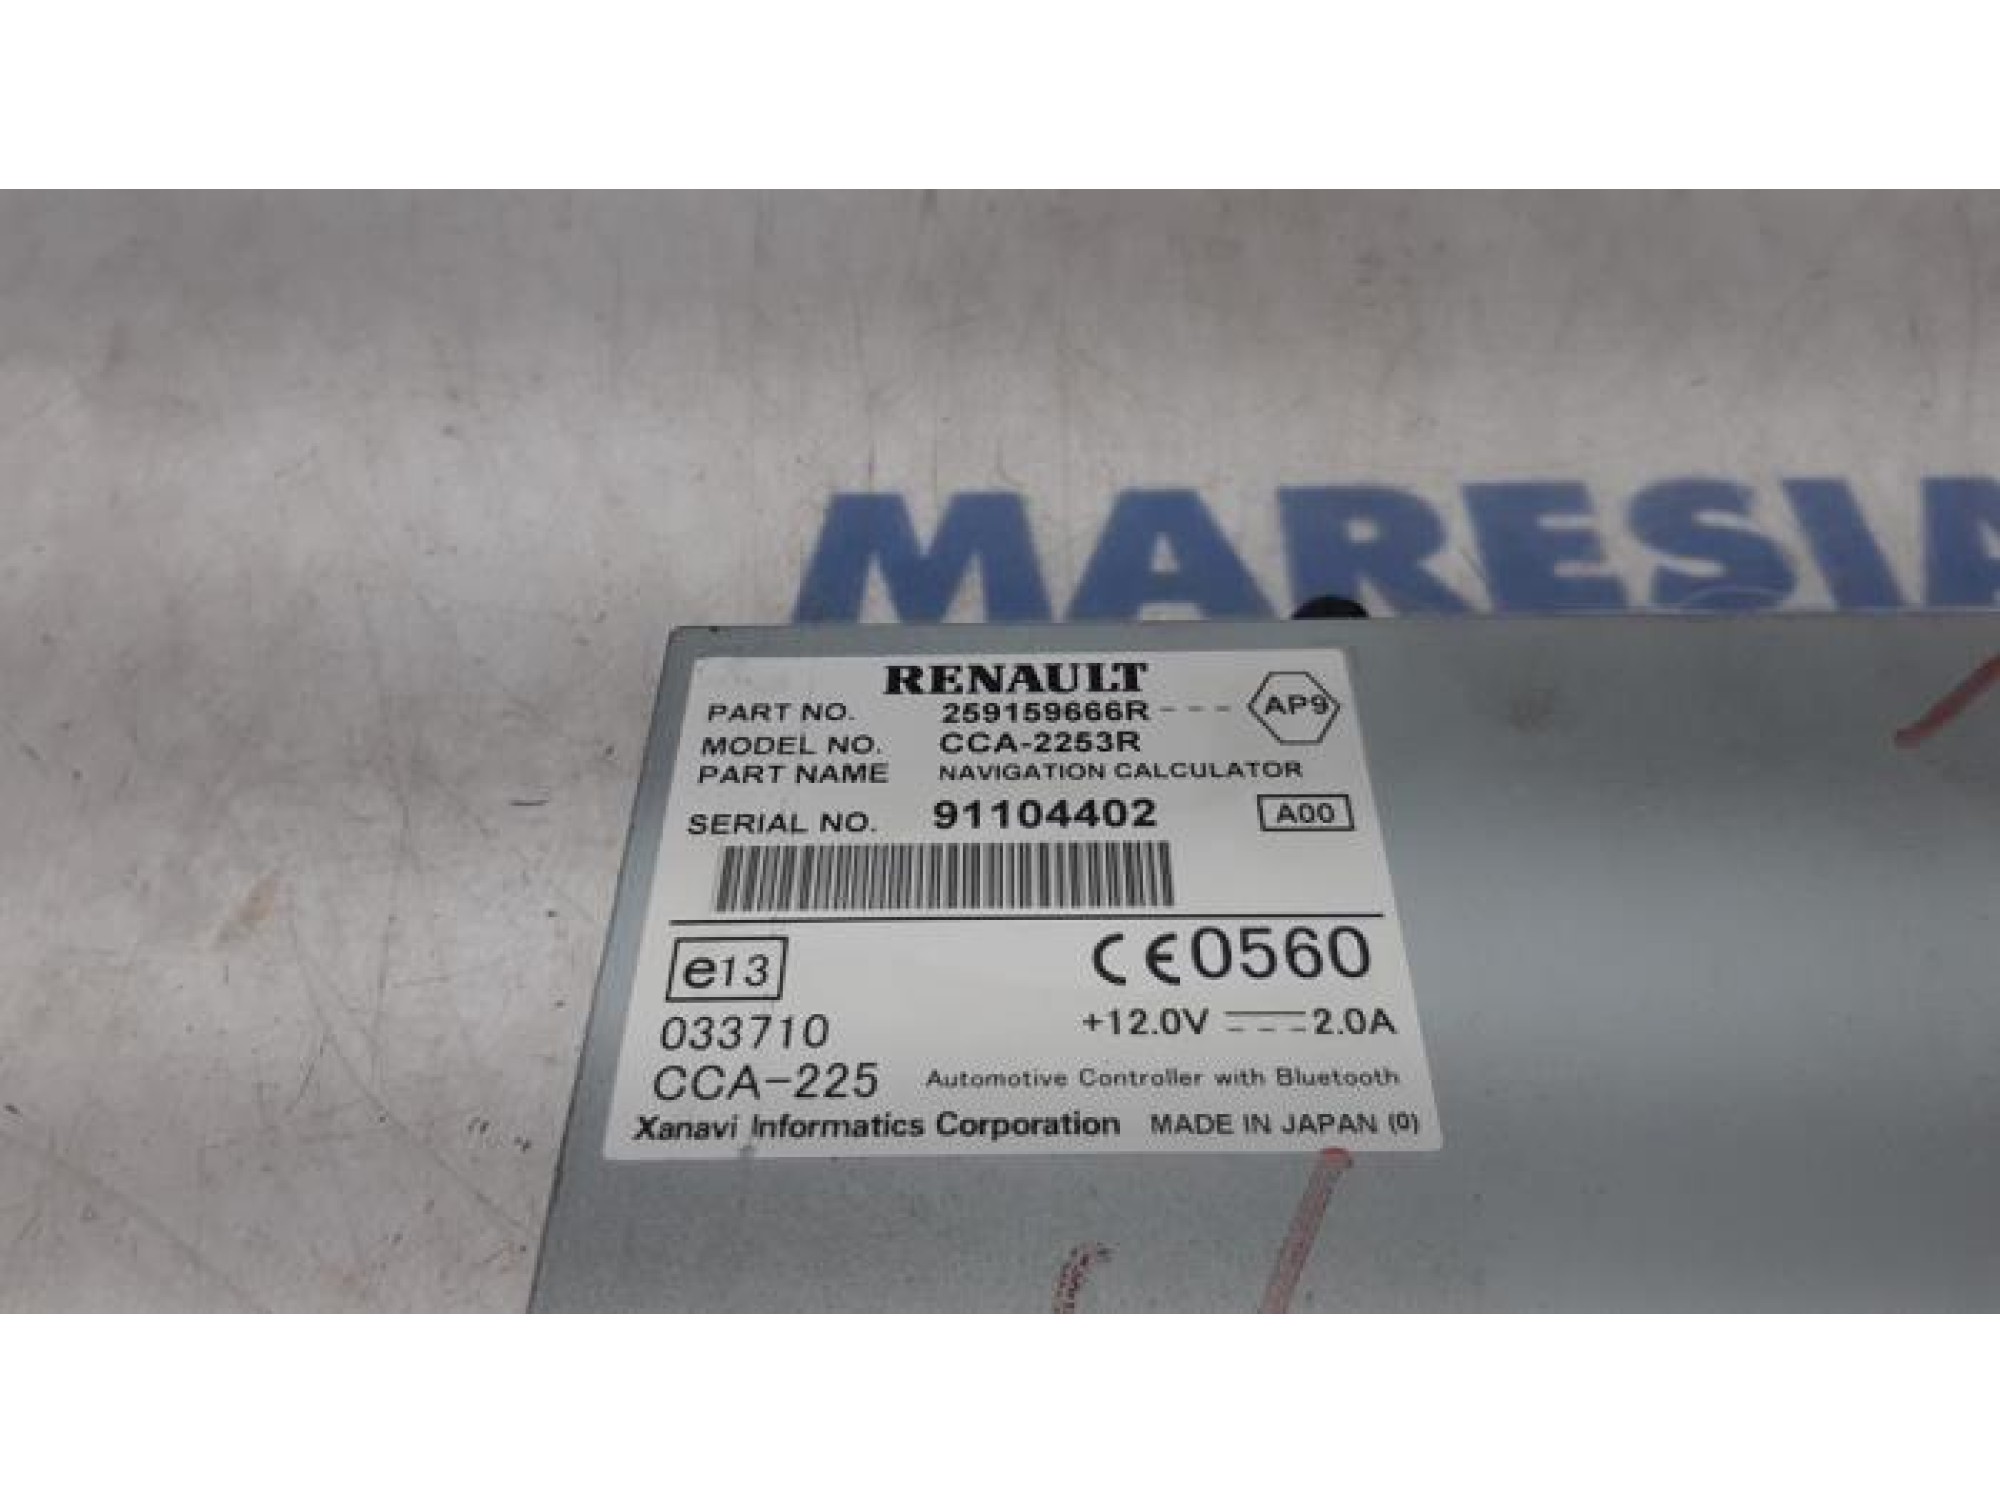 MARESIA
RENAULT
PART NO. 259159666R--- AP9
MODEL NO. CCA-2253R
PART NAME NAVIGATION CALCULATOR
SERIAL NO. 91104402 A00
e13 CE0560
033710 +12.0V 2.0A
CCA-225 Automotive Controller with Bluetooth
Xanavi Informatics Corporation MADE IN JAPAN (0)